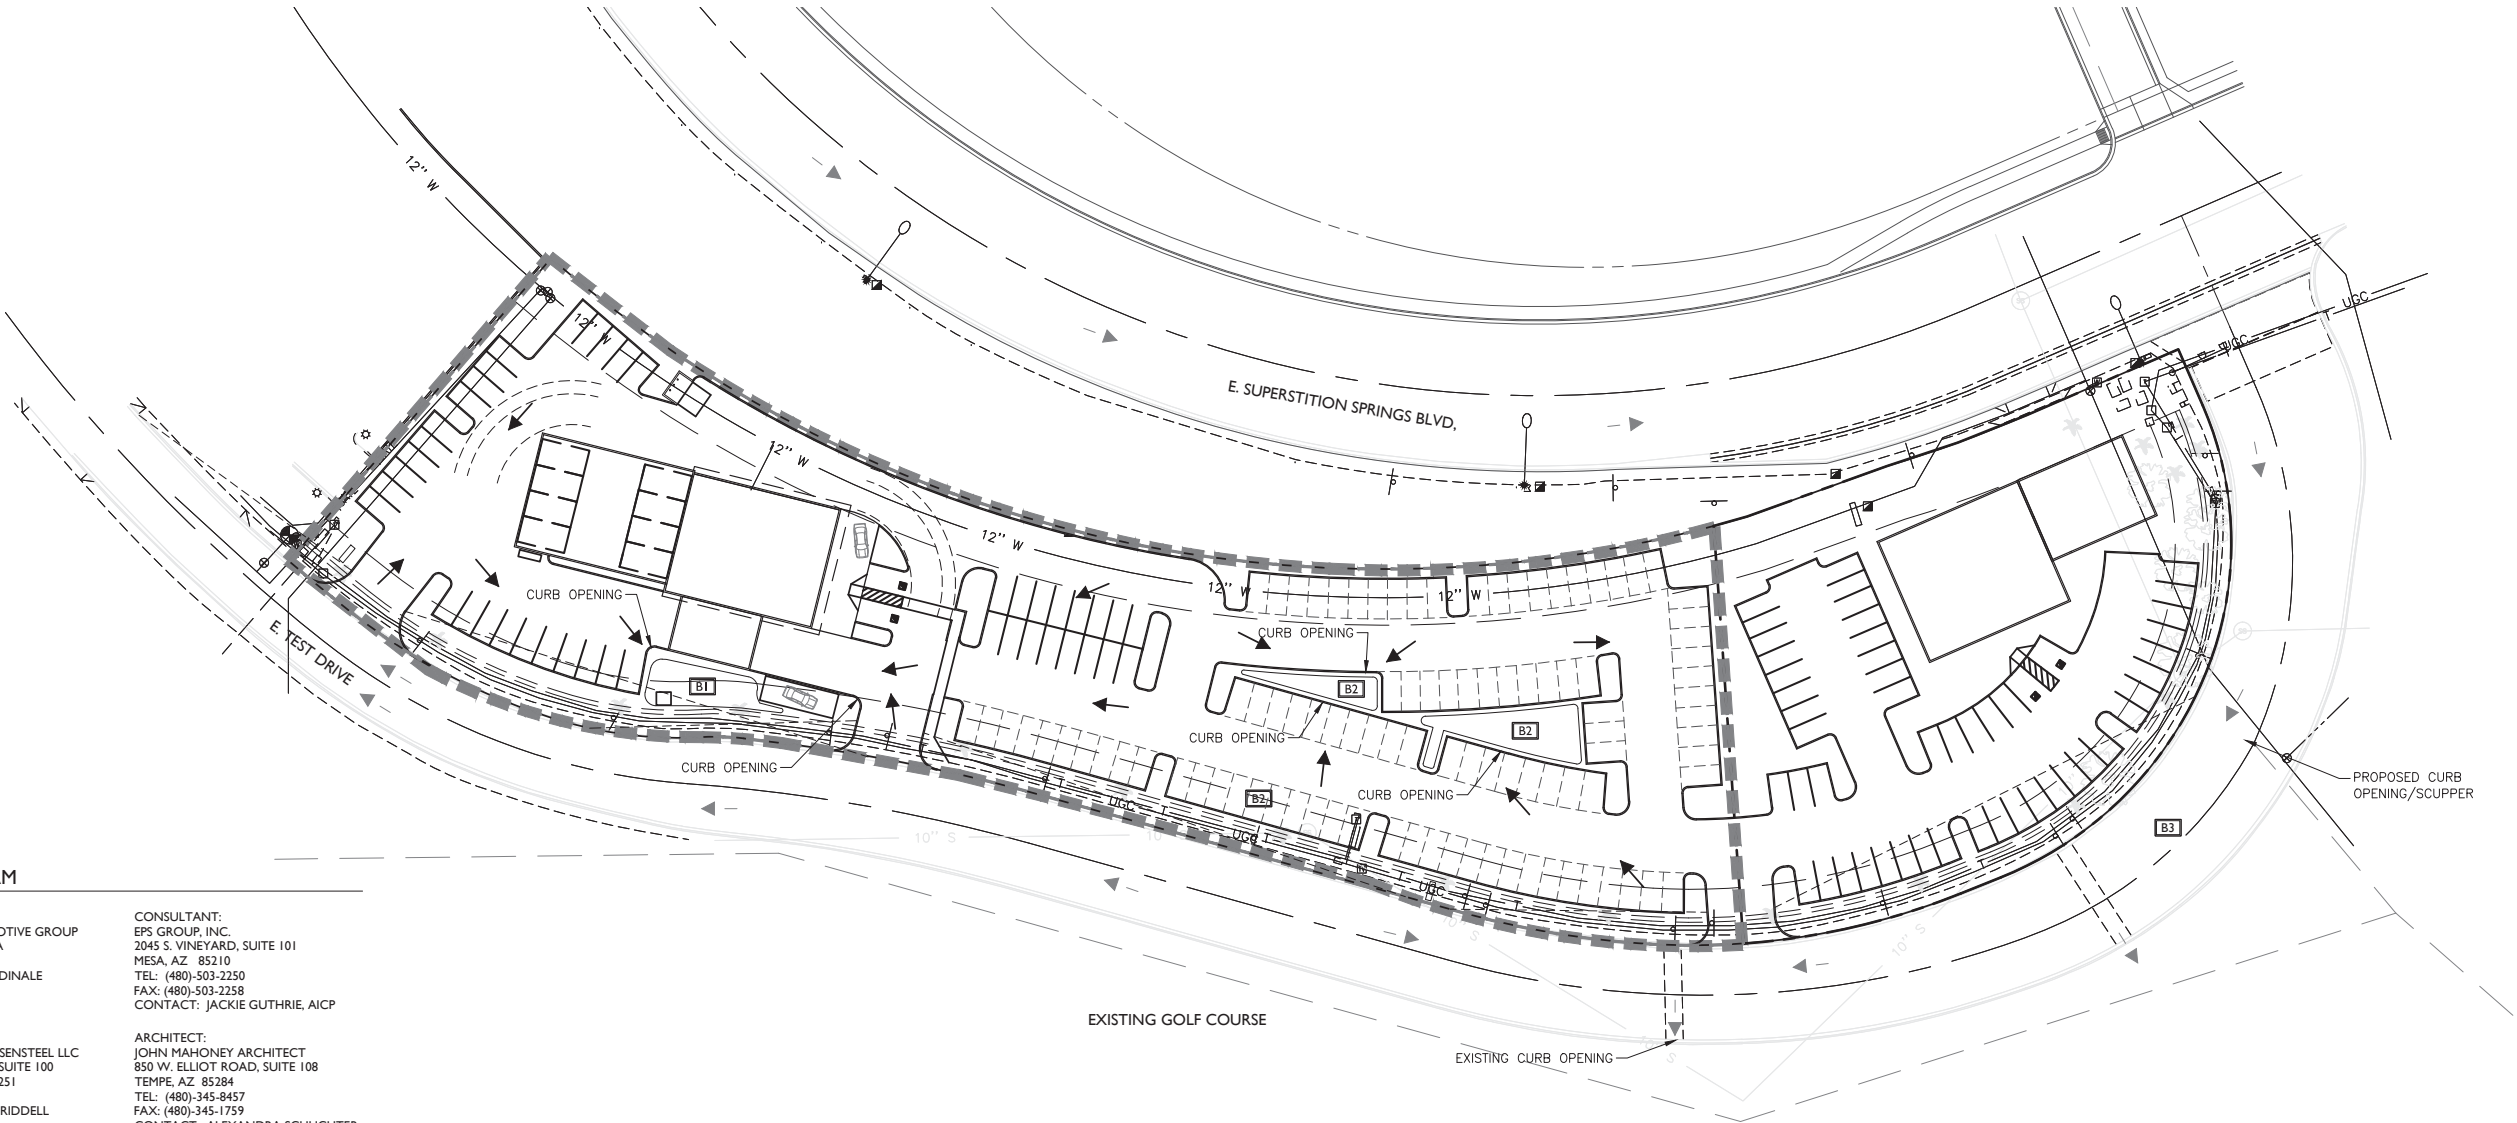 12" W
12" W
E. SUPERSTITION SPRINGS BLVD,
UGC
UGC
12" W
12" W
12" W
12" W
CURB OPENING
CURB OPENING
E. TEST DRIVE
B1
B2
B2
CURB OPENING
CURB OPENING
CURB OPENING
B2
UGC
UGC
UGC
PROPOSED CURB
OPENING/SCUPPER
B3
10" S
10" S
10" S
EXISTING GOLF COURSE
EXISTING CURB OPENING
CONSULTANT:
OTIVE GROUP
EPS GROUP, INC.
2045 S. VINEYARD, SUITE 101
MESA, AZ 85210
DINALE
TEL: (480)-503-2250
FAX: (480)-503-2258
CONTACT: JACKIE GUTHRIE, AICP
ARCHITECT:
SENSTEEL LLC
JOHN MAHONEY ARCHITECT
SUITE 100
850 W. ELLIOT ROAD, SUITE 108
251
TEMPE, AZ 85284
TEL: (480)-345-8457
RIDDELL
FAX: (480)-345-1759